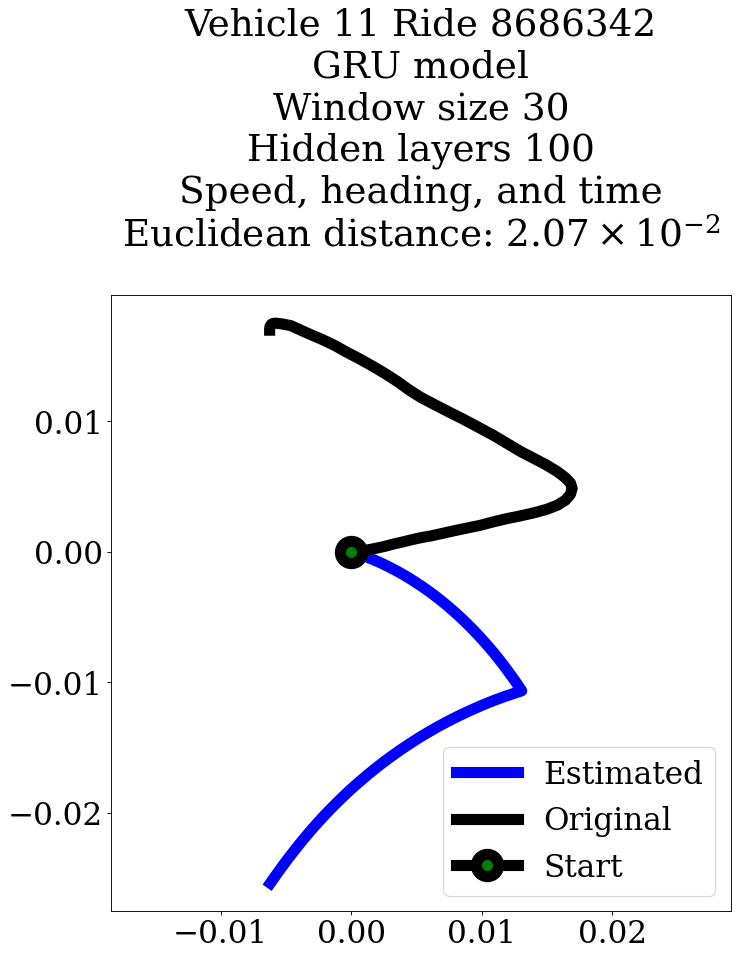 Vehicle 11 Ride 8686342
GRU model
Window size 30
Hidden layers 100
Speed, heading, and time
Euclidean distance: 2.07 × 10⁻²
0.01
0.00
−0.01
−0.02
Estimated
Original
Start
−0.01 0.00 0.01 0.02